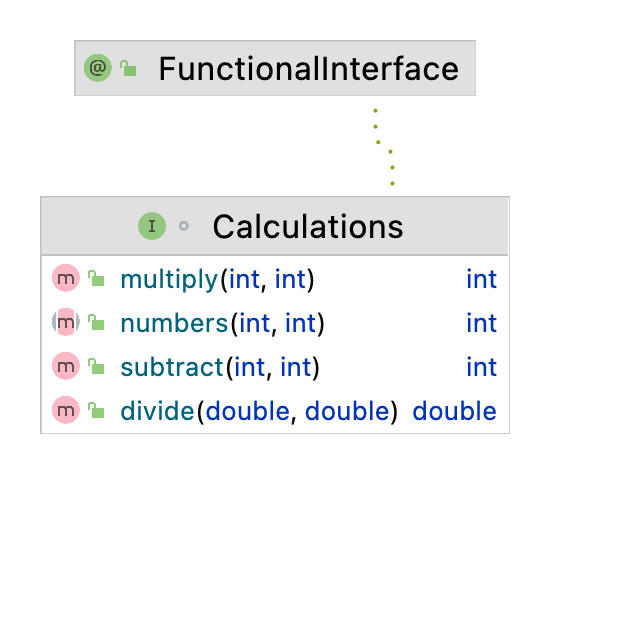 @ FunctionalInterface
I Calculations
m multiply(int, int) int
m numbers(int, int) int
m subtract(int, int) int
m divide(double, double) double